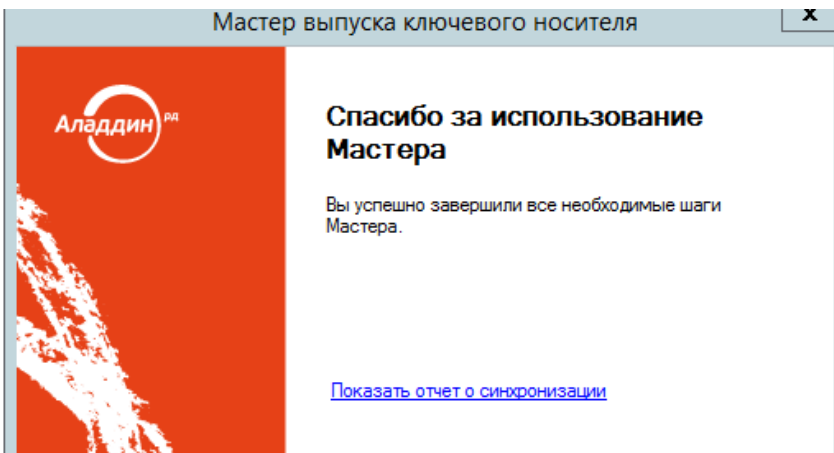 Мастер выпуска ключевого носителя
x
Аладдин РД
Спасибо за использование
Мастера
Вы успешно завершили все необходимые шаги
Мастера.
Показать отчет о синхронизации